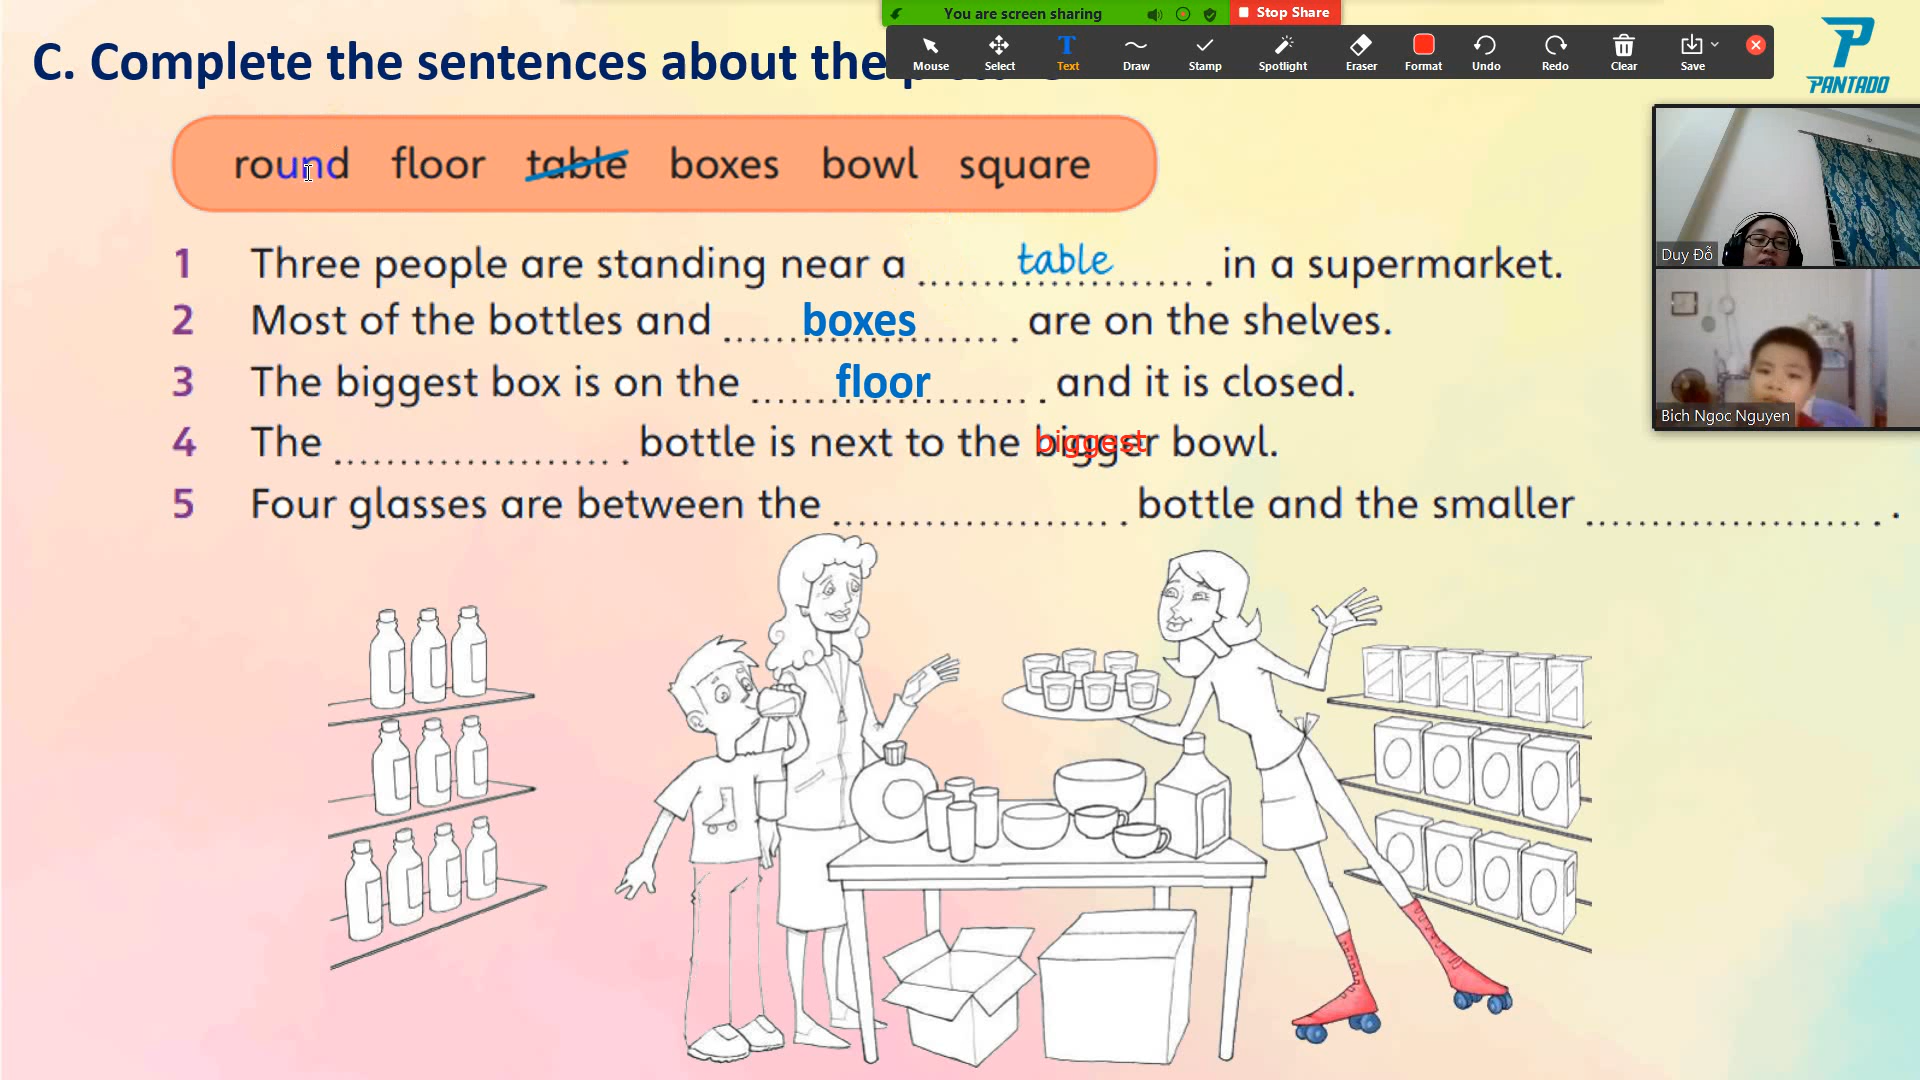 You are screen sharing Stop Share
Mouse Select Text Draw Stamp Spotlight Eraser Format Undo Redo Clear Save
C. Complete the sentences about the
PANTADO
round floor table boxes bowl square
1 Three people are standing near a table in a supermarket.
2 Most of the bottles and boxes are on the shelves.
3 The biggest box is on the floor and it is closed.
4 The ........ bottle is next to the bigger bowl.
biggest
5 Four glasses are between the ........ bottle and the smaller ........ .
Duy Đỗ
Bich Ngoc Nguyen